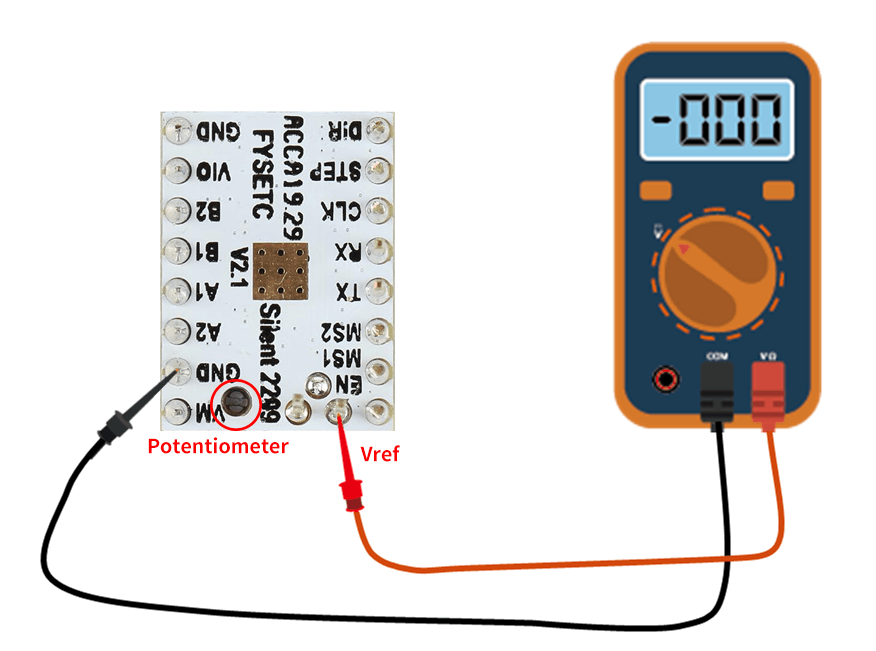 -000
GND
VIO
B2
B1
A1
A2
GND
VM
ACCA19.29
FYSETC
V2.1
Silent 2209
DIR
STEP
CLK
RX
TX
MS2
MS1
EN
Potentiometer
Vref
COM
VΩ